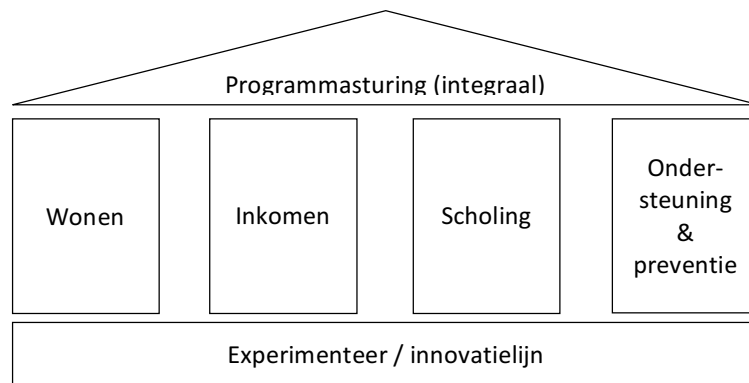 Programmasturing (integraal)
Wonen
Inkomen
Scholing
Onder-
steuning
&
preventie
Experimenteer / innovatielijn